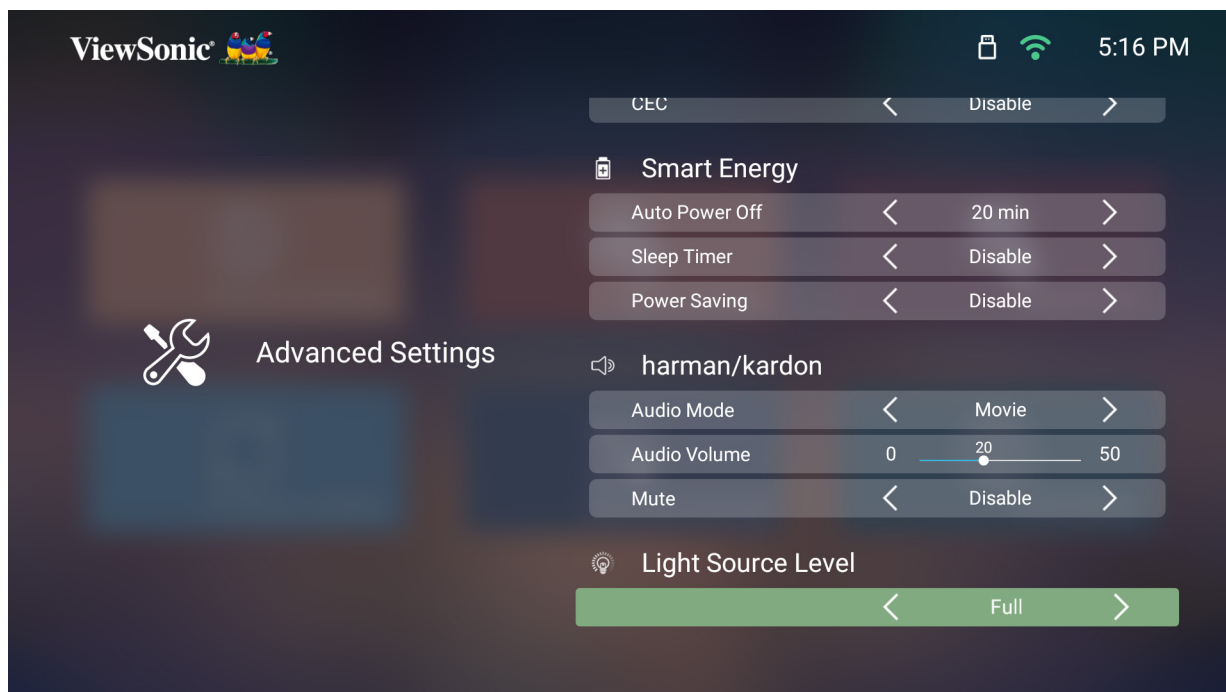 ViewSonic®
5:16 PM
CEC Disable
Smart Energy
Auto Power Off 20 min
Sleep Timer Disable
Power Saving Disable
Advanced Settings
harman/kardon
Audio Mode Movie
Audio Volume 0 20 50
Mute Disable
Light Source Level
Full